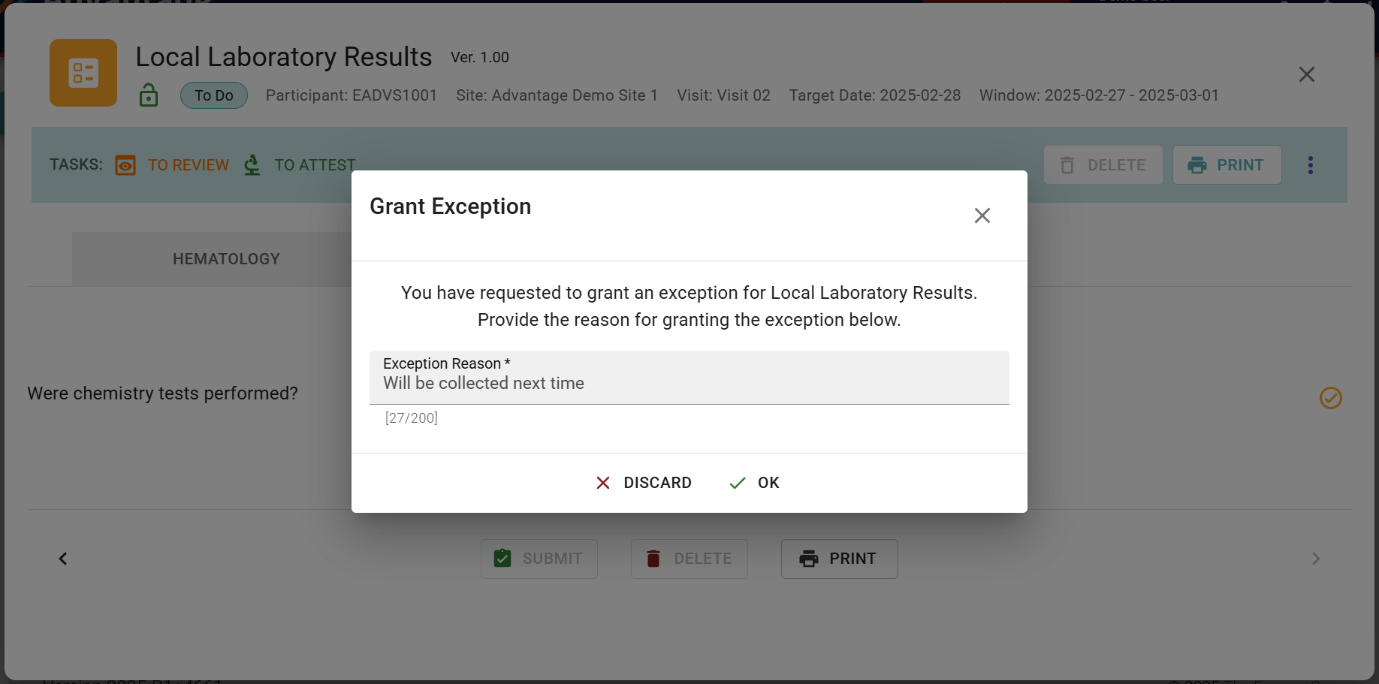 Local Laboratory Results Ver. 1.00
To Do Participant: EADVS1001 Site: Advantage Demo Site 1 Visit: Visit 02 Target Date: 2025-02-28 Window: 2025-02-27 - 2025-03-01
TASKS: TO REVIEW TO ATTEST DELETE PRINT
Grant Exception
HEMATOLOGY
You have requested to grant an exception for Local Laboratory Results.
Provide the reason for granting the exception below.
Exception Reason *
Will be collected next time
Were chemistry tests performed?
[27/200]
DISCARD OK
SUBMIT DELETE PRINT